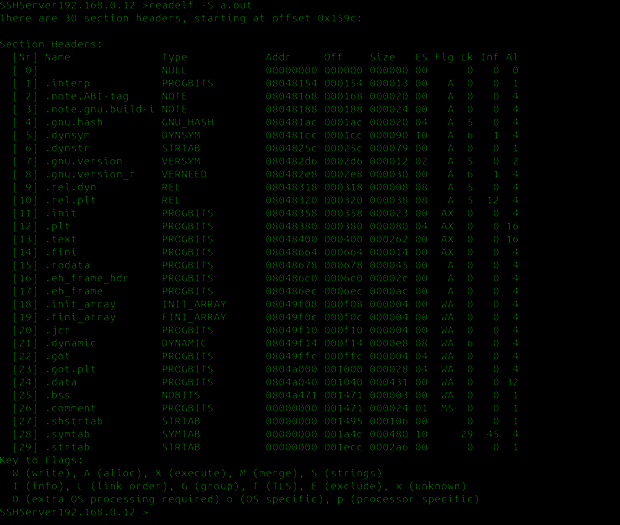 SSHServer192.168.0.12 >readelf -S a.out
There are 30 section headers, starting at offset 0x159c:
Section Headers:
[Nr] Name Type Addr Off Size ES Flg Lk Inf Al
[ 0] NULL 00000000 000000 000000 00 0 0 0
[ 1] .interp PROGBITS 08048154 000154 000013 00 A 0 0 1
[ 2] .note.ABI-tag NOTE 08048168 000168 000020 00 A 0 0 4
[ 3] .note.gnu.build-i NOTE 08048188 000188 000024 00 A 0 0 4
[ 4] .gnu.hash GNU_HASH 080481ac 0001ac 000020 04 A 5 0 4
[ 5] .dynsym DYNSYM 080481cc 0001cc 000090 10 A 6 1 4
[ 6] .dynstr STRTAB 0804825c 00025c 000079 00 A 0 0 1
[ 7] .gnu.version VERSYM 080482d6 0002d6 000012 02 A 5 0 2
[ 8] .gnu.version_r VERNEED 080482e8 0002e8 000030 00 A 6 1 4
[ 9] .rel.dyn REL 08048318 000318 000008 08 A 5 0 4
[10] .rel.plt REL 08048320 000320 000038 08 A 5 12 4
[11] .init PROGBITS 08048358 000358 000023 00 AX 0 0 4
[12] .plt PROGBITS 08048380 000380 000080 04 AX 0 0 16
[13] .text PROGBITS 08048400 000400 000262 00 AX 0 0 16
[14] .fini PROGBITS 08048664 000664 000014 00 AX 0 0 4
[15] .rodata PROGBITS 08048678 000678 000045 00 A 0 0 4
[16] .eh_frame_hdr PROGBITS 080486c0 0006c0 00002c 00 A 0 0 4
[17] .eh_frame PROGBITS 080486ec 0006ec 0000ac 00 A 0 0 4
[18] .init_array INIT_ARRAY 08049f08 000f08 000004 00 WA 0 0 4
[19] .fini_array FINI_ARRAY 08049f0c 000f0c 000004 00 WA 0 0 4
[20] .jcr PROGBITS 08049f10 000f10 000004 00 WA 0 0 4
[21] .dynamic DYNAMIC 08049f14 000f14 0000e8 08 WA 6 0 4
[22] .got PROGBITS 08049ffc 000ffc 000004 04 WA 0 0 4
[23] .got.plt PROGBITS 0804a000 001000 000028 04 WA 0 0 4
[24] .data PROGBITS 0804a040 001040 000431 00 WA 0 0 32
[25] .bss NOBITS 0804a471 001471 000003 00 WA 0 0 1
[26] .comment PROGBITS 00000000 001471 000024 01 MS 0 0 1
[27] .shstrtab STRTAB 00000000 001495 000106 00 0 0 1
[28] .symtab SYMTAB 00000000 001a4c 000480 10 29 45 4
[29] .strtab STRTAB 00000000 001ecc 0002a6 00 0 0 1
Key to Flags:
W (write), A (alloc), X (execute), M (merge), S (strings)
I (info), L (link order), G (group), T (TLS), E (exclude), x (unknown)
O (extra OS processing required) o (OS specific), p (processor specific)
SSHServer192.168.0.12 >